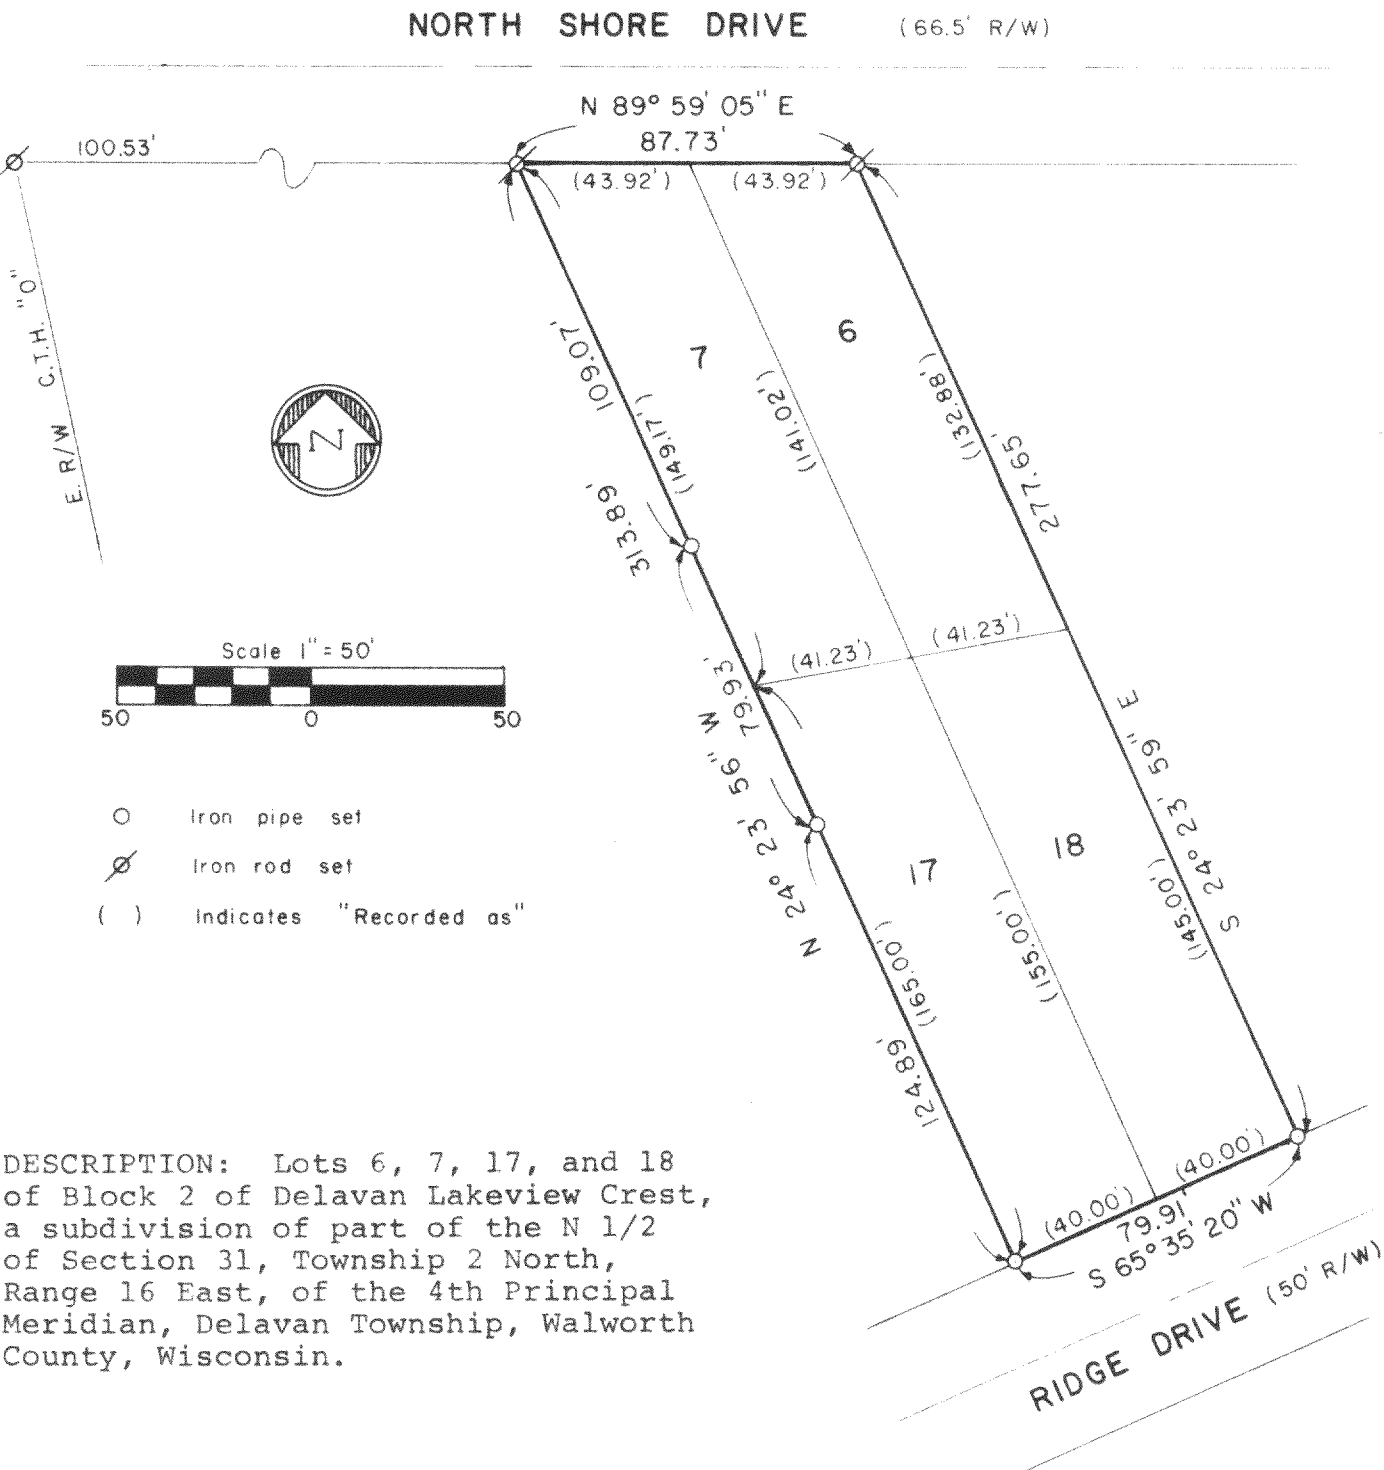 NORTH SHORE DRIVE (66.5' R/W)
N 89° 59' 05" E
87.73'
100.53'
(43.92') (43.92')
E. R/W C.T.H. "O"
N
7
6
109.07'
(149.17')
(141.02')
(132.88')
277.65'
313.89'
(41.23')
(41.23')
79.93'
N 24° 23' 56" W
S 24° 23' 59" E
Scale 1" = 50'
50 0 50
Iron pipe set
Iron rod set
( ) Indicates "Recorded as"
17
18
(165.00')
(155.00')
(145.00')
124.89'
(40.00')
(40.00')
79.91'
S 65° 35' 20" W
RIDGE DRIVE (50' R/W)
DESCRIPTION: Lots 6, 7, 17, and 18
of Block 2 of Delavan Lakeview Crest,
a subdivision of part of the N 1/2
of Section 31, Township 2 North,
Range 16 East, of the 4th Principal
Meridian, Delavan Township, Walworth
County, Wisconsin.